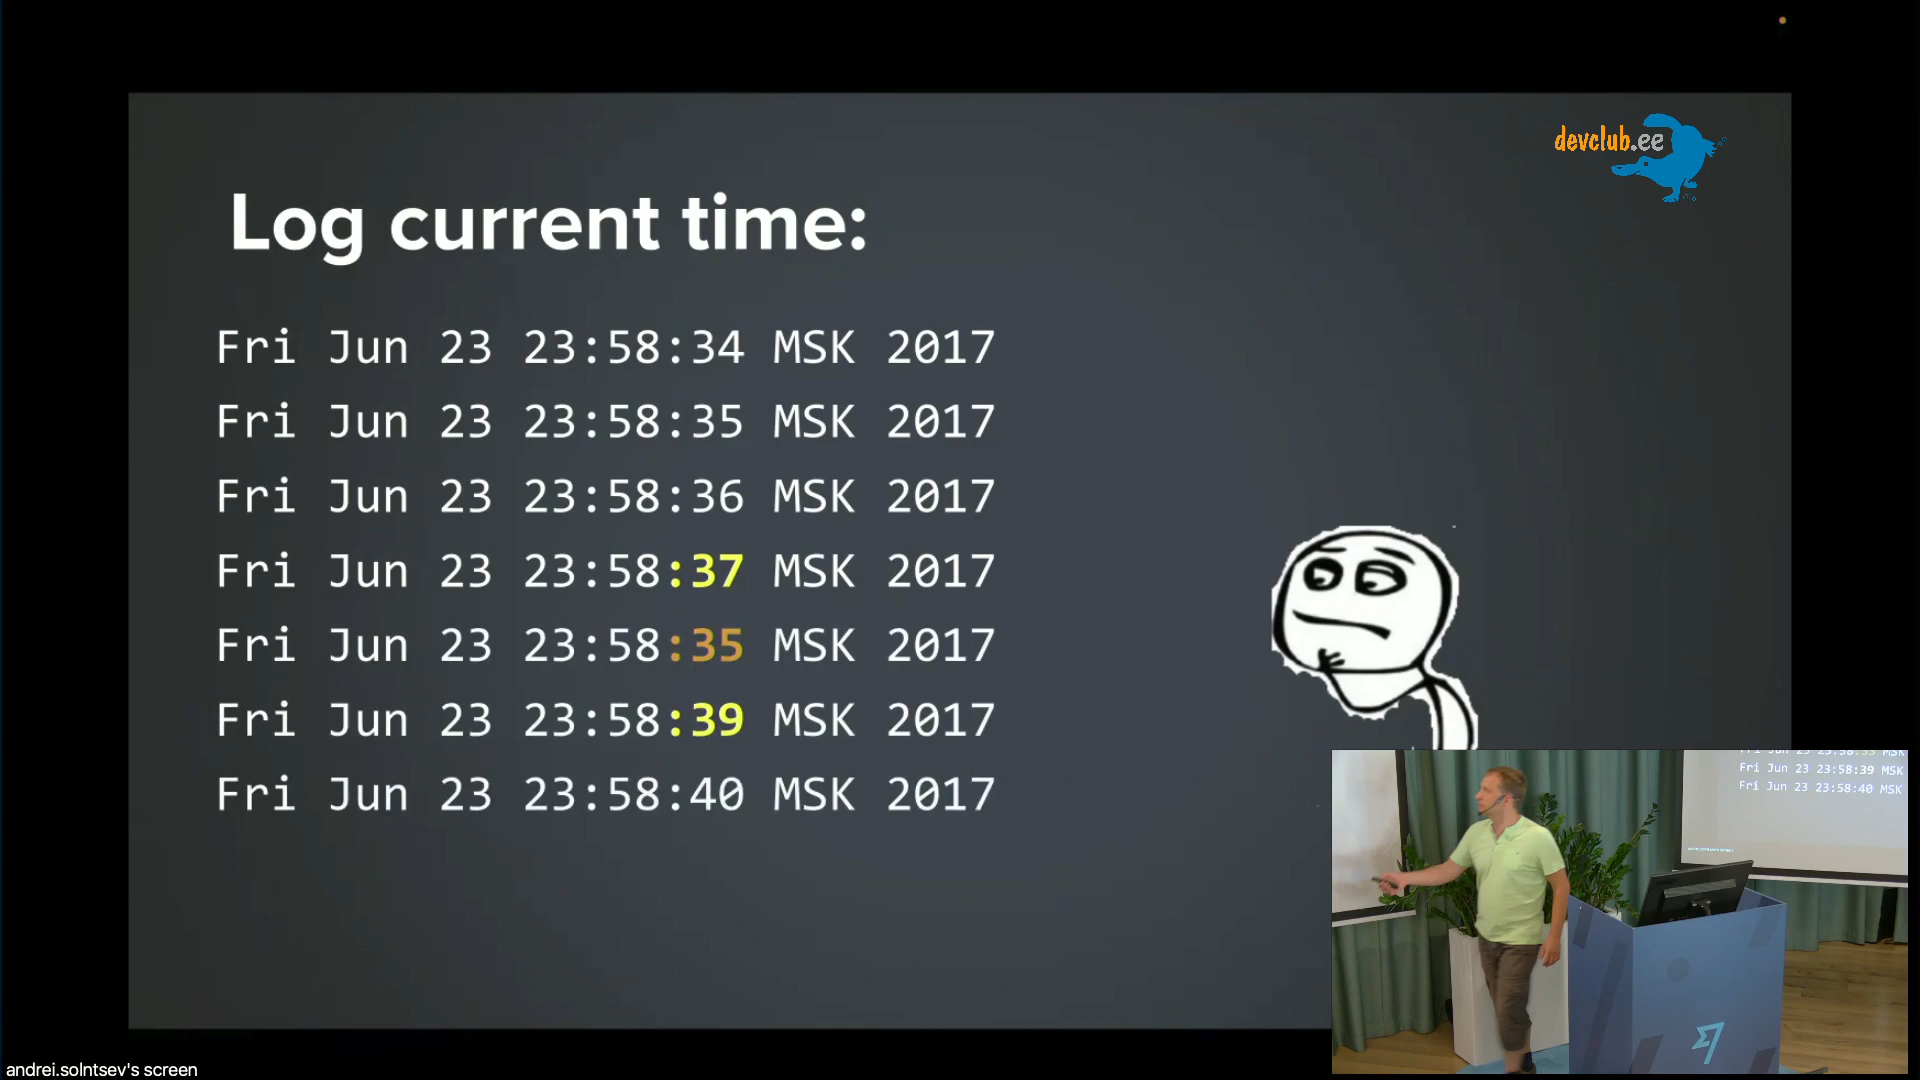 devclub.ee
Log current time:
Fri Jun 23 23:58:34 MSK 2017
Fri Jun 23 23:58:35 MSK 2017
Fri Jun 23 23:58:36 MSK 2017
Fri Jun 23 23:58:37 MSK 2017
Fri Jun 23 23:58:35 MSK 2017
Fri Jun 23 23:58:39 MSK 2017
Fri Jun 23 23:58:40 MSK 2017
Fri Jun 23 23:58:39 MSK
Fri Jun 23 23:58:40 MSK
andrei.solntsev's screen